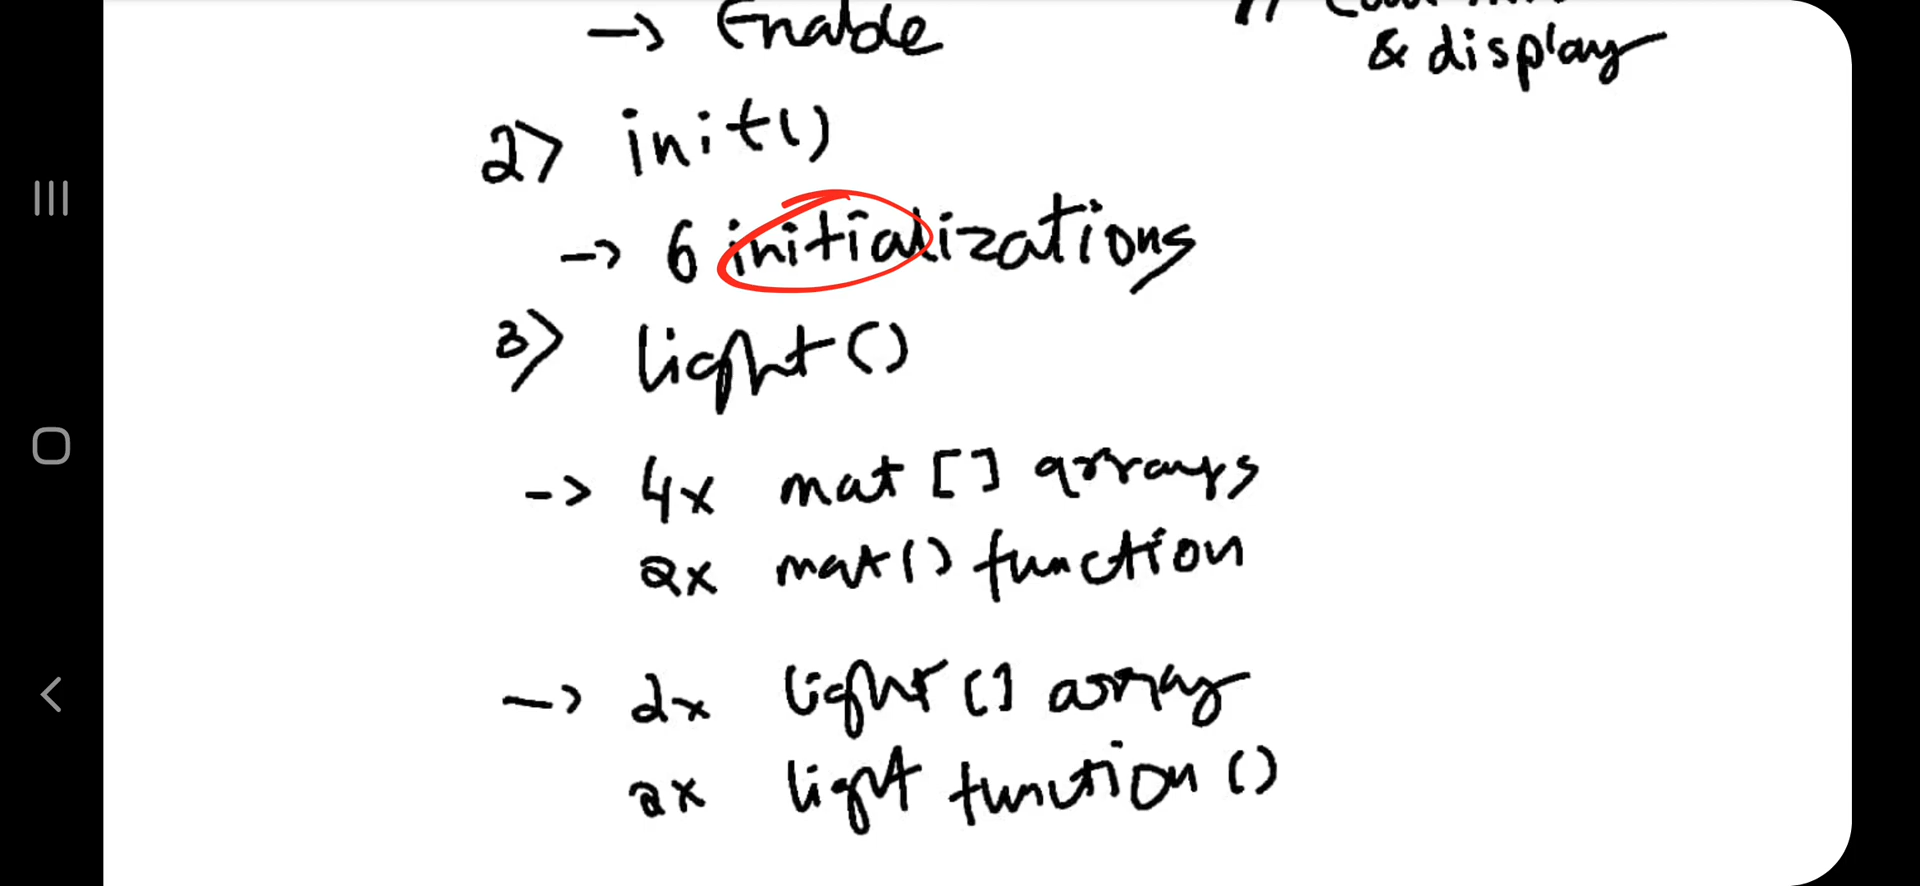 -> Enable
& display
2> init()
-> 6 initializations
3> light()
-> 4x mat [] arrays
2x mat() function
-> 2x light [] array
2x light function ()